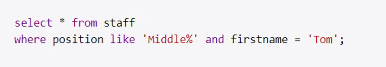 select * from staff
where position like 'Middle%' and firstname = 'Tom';